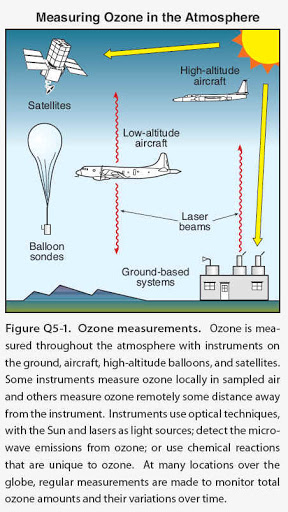 Measuring Ozone in the Atmosphere
High-altitude
aircraft
Satellites
Low-altitude
aircraft
Laser
beams
Balloon
sondes
Ground-based
systems
Figure Q5-1. Ozone measurements. Ozone is mea-
sured throughout the atmosphere with instruments on
the ground, aircraft, high-altitude balloons, and satellites.
Some instruments measure ozone locally in sampled air
and others measure ozone remotely some distance away
from the instrument. Instruments use optical techniques,
with the Sun and lasers as light sources; detect the micro-
wave emissions from ozone; or use chemical reactions
that are unique to ozone. At many locations over the
globe, regular measurements are made to monitor total
ozone amounts and their variations over time.